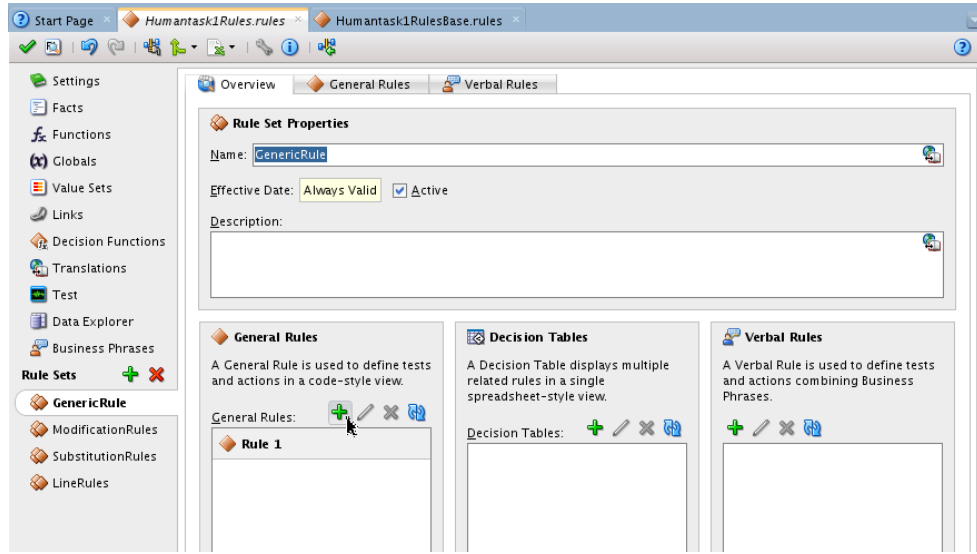 Start Page
Humantask1Rules.rules
Humantask1RulesBase.rules
Settings
Facts
Functions
Globals
Value Sets
Links
Decision Functions
Translations
Test
Data Explorer
Business Phrases
Rule Sets
GenericRule
ModificationRules
SubstitutionRules
LineRules
Overview
General Rules
Verbal Rules
Rule Set Properties
Name: GenericRule
Effective Date: Always Valid Active
Description:
General Rules
A General Rule is used to define tests
and actions in a code-style view.
General Rules:
Rule 1
Decision Tables
A Decision Table displays multiple
related rules in a single
spreadsheet-style view.
Decision Tables:
Verbal Rules
A Verbal Rule is used to define tests
and actions combining Business
Phrases.